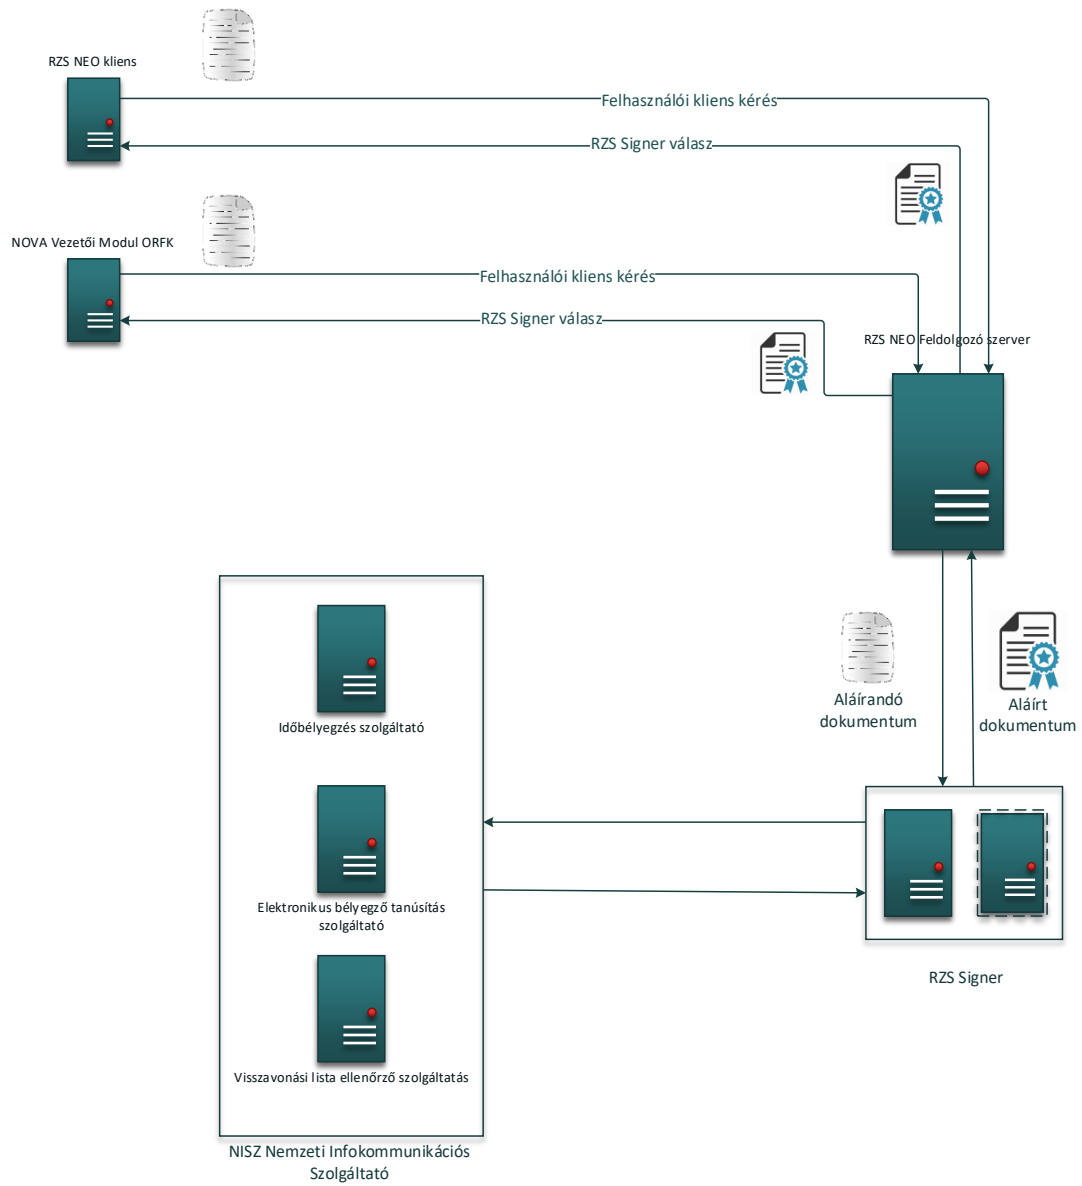 RZS NEO kliens
Felhasználói kliens kérés
RZS Signer válasz
NOVA Vezetői Modul ORFK
Felhasználói kliens kérés
RZS Signer válasz
RZS NEO Feldolgozó szerver
Időbélyegzés szolgáltató
Aláírandó
dokumentum
Aláírt
dokumentum
Elektronikus bélyegző tanúsítás
szolgáltató
RZS Signer
Visszavonási lista ellenőrző szolgáltatás
NISZ Nemzeti Infokommunikációs
Szolgáltató